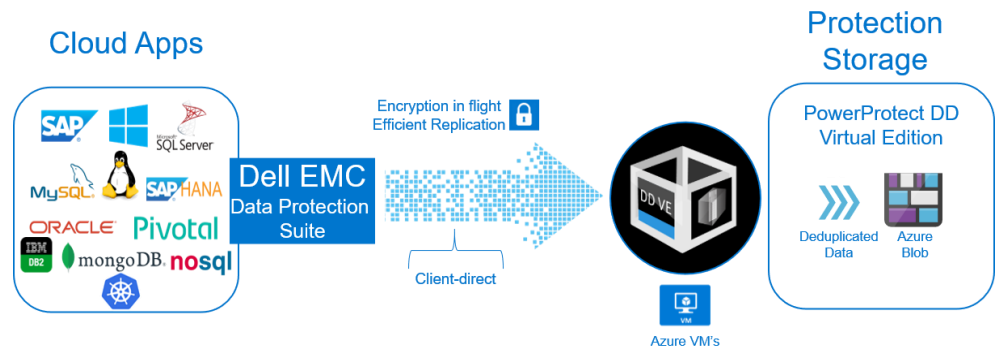 Cloud Apps
SAP
Microsoft
SQL Server
MySQL
SAP HANA
ORACLE
Pivotal
IBM
DB2
mongoDB
nosql
Dell EMC
Data Protection
Suite
Encryption in flight
Efficient Replication
Client-direct
DD VE
VM
Azure VM's
Protection
Storage
PowerProtect DD
Virtual Edition
Deduplicated
Data
Azure
Blob